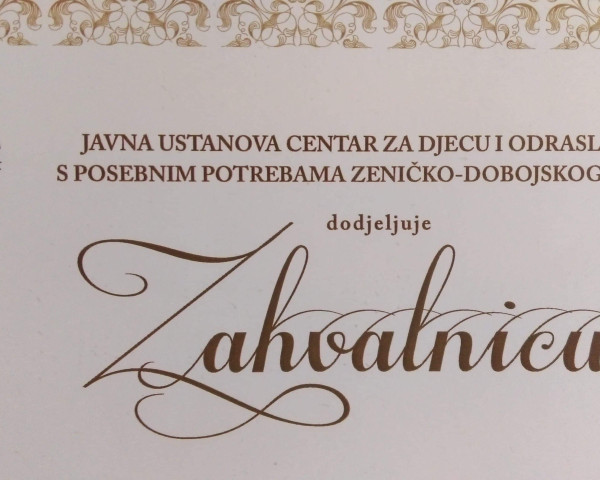 JAVNA USTANOVA CENTAR ZA DJECU I ODRASL
S POSEBNIM POTREBAMA ZENIČKO-DOBOJSKOG
dodjeljuje
Zahvalnicu